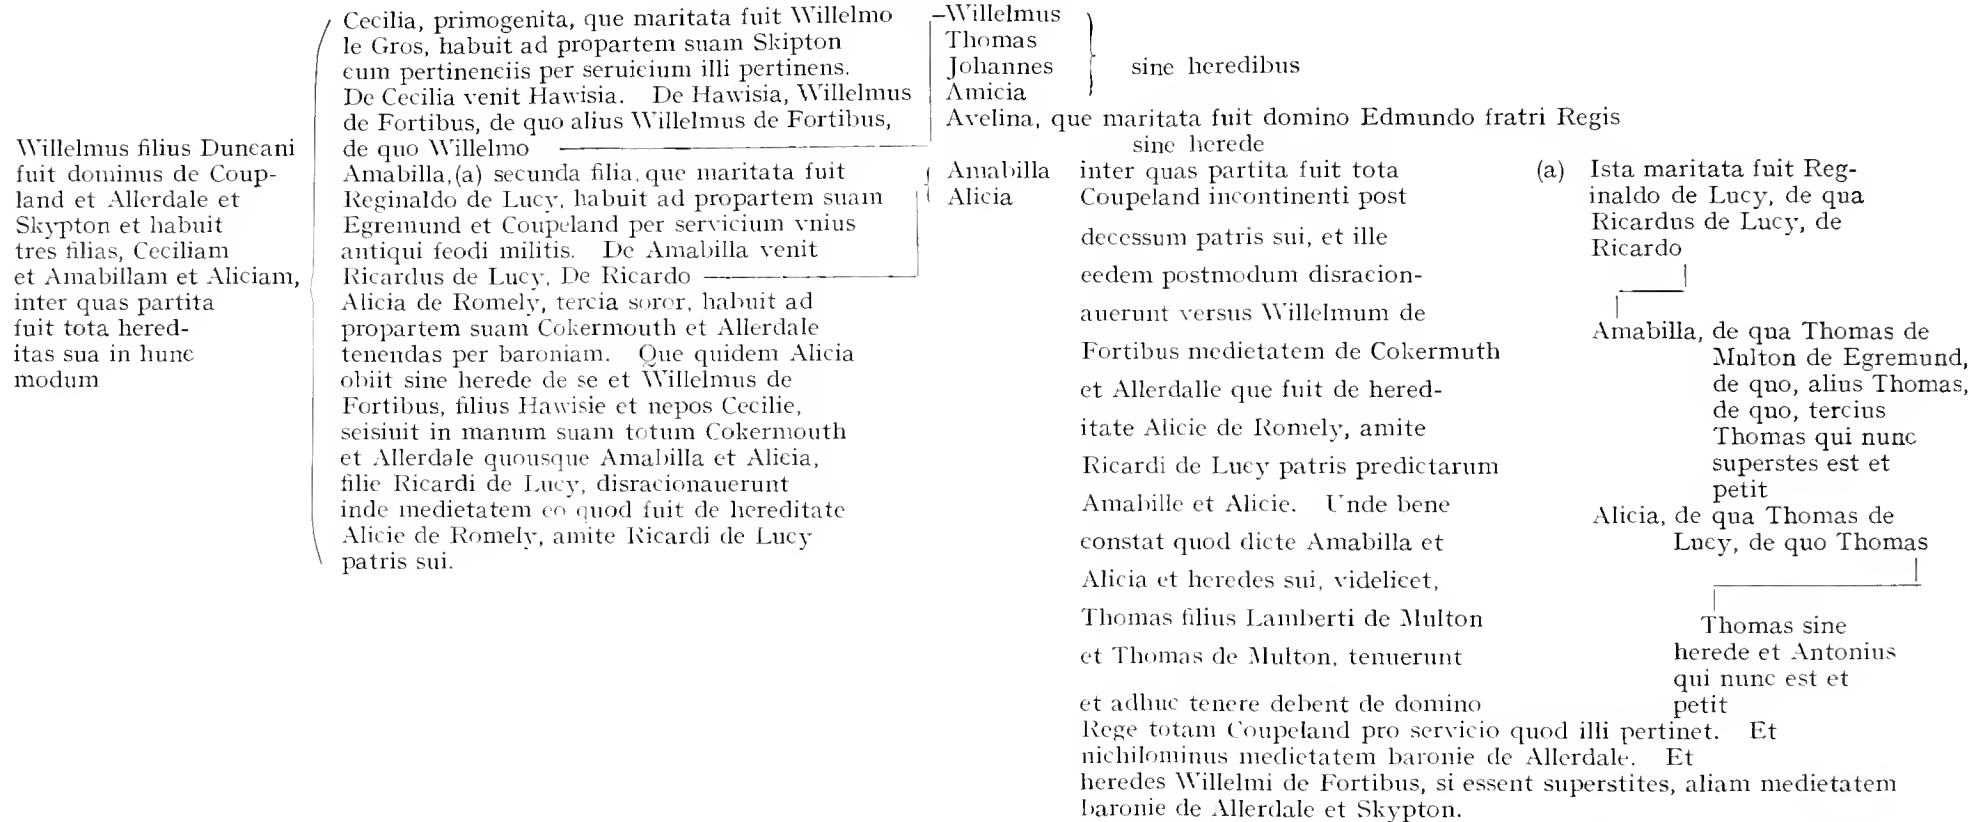 Willelmus filius Duncani
fuit dominus de Coup-
land et Allerdale et
Skypton et habuit
tres filias, Ceciliam
et Amabillam et Aliciam,
inter quas partita
fuit tota hered-
itas sua in hunc
modum
Cecilia, primogenita, que maritata fuit Willelmo
le Gros, habuit ad propartem suam Skipton
cum pertinenciis per seruicium illi pertinens.
De Cecilia venit Hawisia. De Hawisia, Willelmus
de Fortibus, de quo alius Willelmus de Fortibus,
de quo Willelmo
Amabilla,(a) secunda filia, que maritata fuit
Reginaldo de Lucy, habuit ad propartem suam
Egremund et Coupeland per servicium vnius
antiqui feodi militis. De Amabilla venit
Ricardus de Lucy, De Ricardo
Alicia de Romely, tercia soror, habuit ad
propartem suam Cokermouth et Allerdale
tenendas per baroniam. Que quidem Alicia
obiit sine herede de se et Willelmus de
Fortibus, filius Hawisie et nepos Cecilie,
seisiuit in manum suam totum Cokermouth
et Allerdale quousque Amabilla et Alicia,
filie Ricardi de Lucy, disracionauerunt
inde medietatem eo quod fuit de hereditate
Alicie de Romely, amite Ricardi de Lucy
patris sui.
Willelmus
Thomas
Johannes
Amicia
sine heredibus
Avelina, que maritata fuit domino Edmundo fratri Regis
sine herede
Amabilla
Alicia
inter quas partita fuit tota
Coupeland incontinenti post
decessum patris sui, et ille
eedem postmodum disracion-
auerunt versus Willelmum de
Fortibus medietatem de Cokermuth
et Allerdalle que fuit de hered-
itate Alicie de Romely, amite
Ricardi de Lucy patris predictarum
Amabille et Alicie. Unde bene
constat quod dicte Amabilla et
Alicia et heredes sui, videlicet,
Thomas filius Lamberti de Multon
et Thomas de Multon, tenuerunt
et adhuc tenere debent de domino
Rege totam Coupeland pro servicio quod illi pertinet. Et
nichilominus medietatem baronie de Allerdale. Et
heredes Willelmi de Fortibus, si essent superstites, aliam medietatem
baronie de Allerdale et Skypton.
(a) Ista maritata fuit Reg-
inaldo de Lucy, de qua
Ricardus de Lucy, de
Ricardo
Amabilla, de qua Thomas de
Multon de Egremund,
de quo, alius Thomas,
de quo, tercius
Thomas qui nunc
superstes est et
petit
Alicia, de qua Thomas de
Lucy, de quo Thomas
Thomas sine
herede et Antonius
qui nunc est et
petit